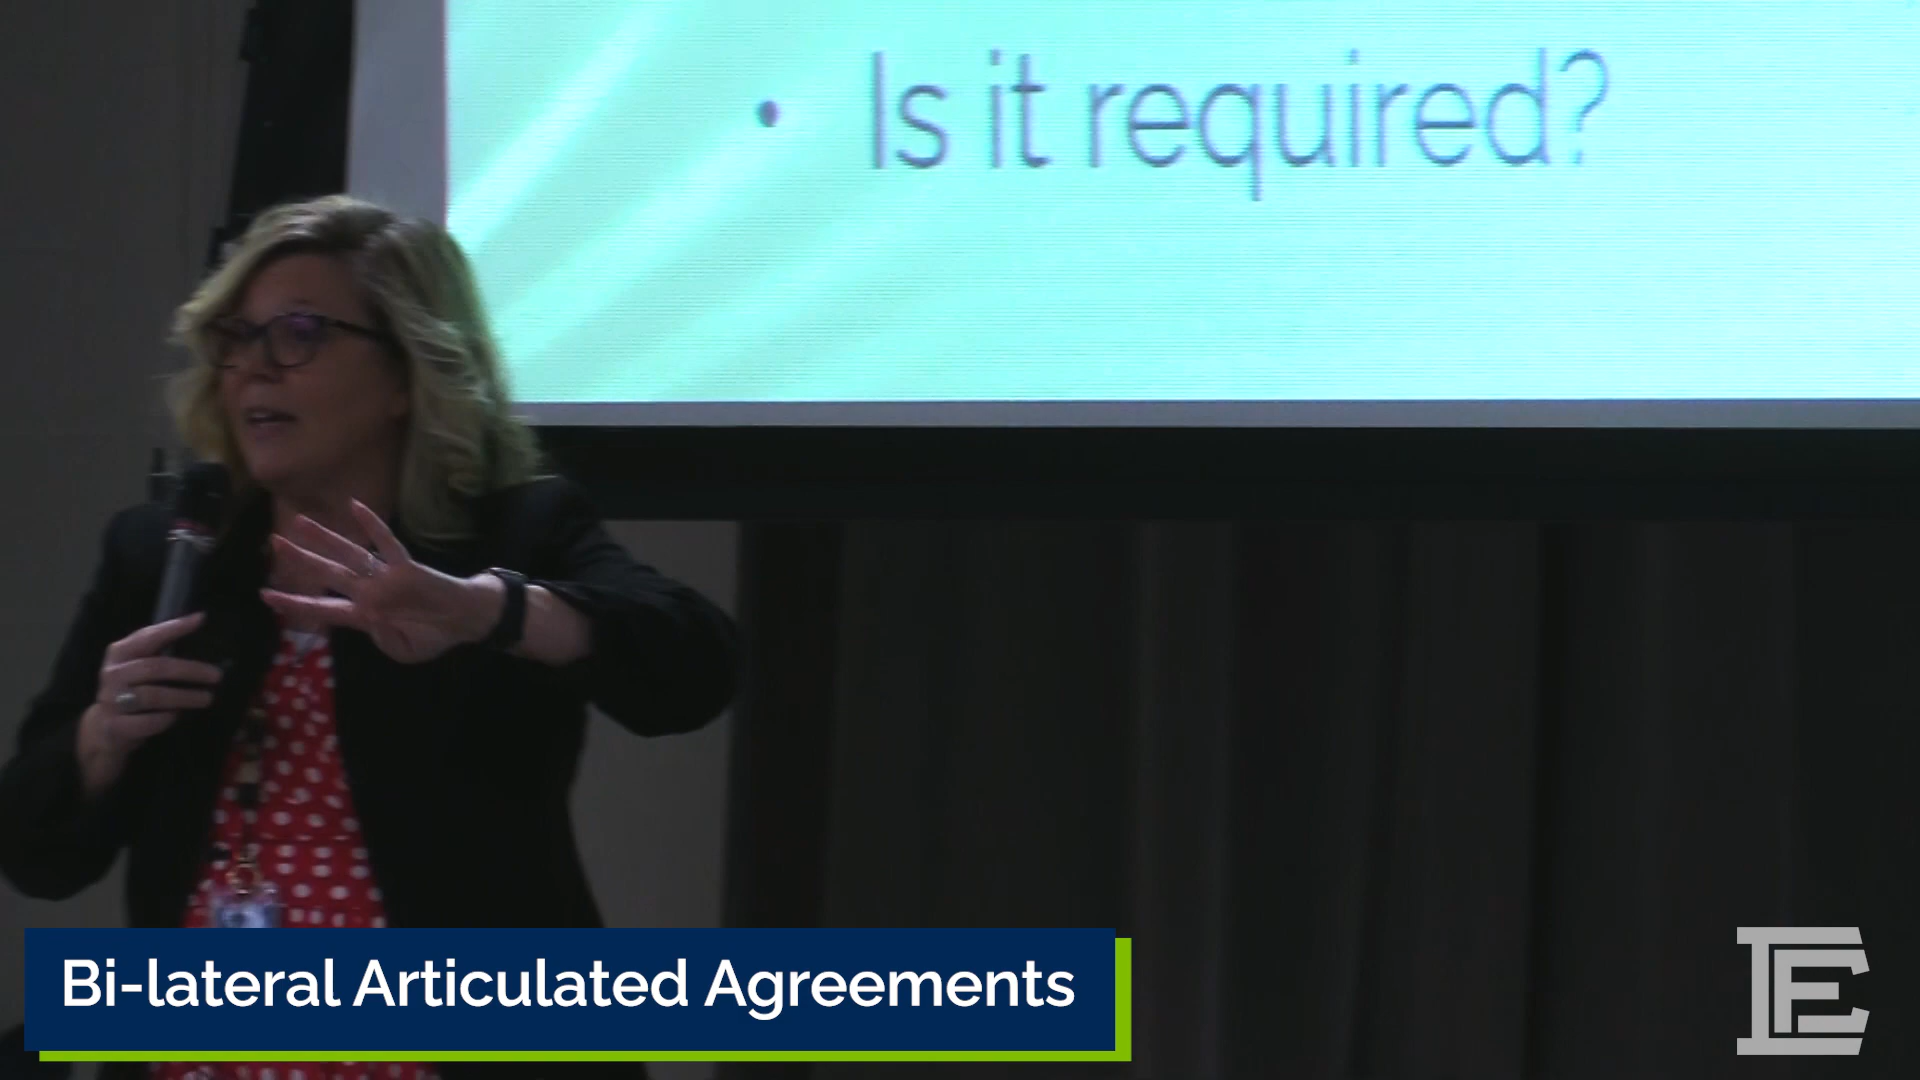 • Is it required?
Bi-lateral Articulated Agreements